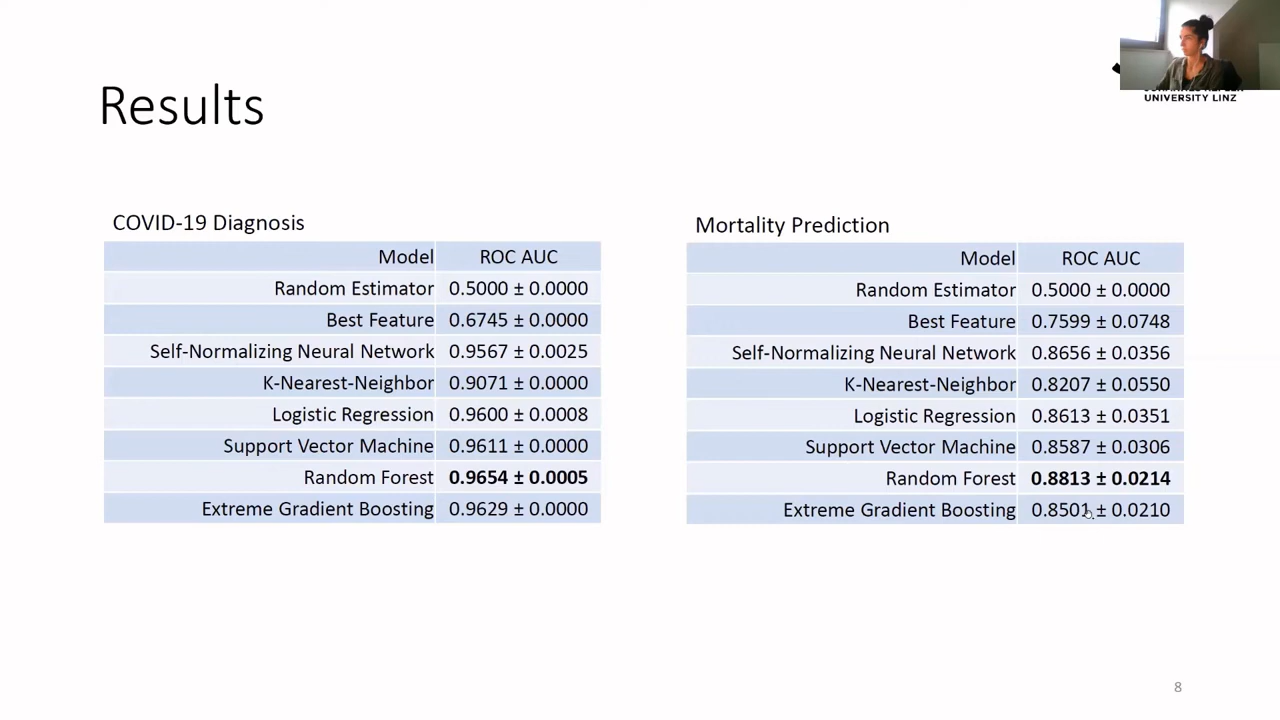 Results
UNIVERSITY LINZ
COVID-19 Diagnosis
Model ROC AUC
Random Estimator 0.5000 ± 0.0000
Best Feature 0.6745 ± 0.0000
Self-Normalizing Neural Network 0.9567 ± 0.0025
K-Nearest-Neighbor 0.9071 ± 0.0000
Logistic Regression 0.9600 ± 0.0008
Support Vector Machine 0.9611 ± 0.0000
Random Forest 0.9654 ± 0.0005
Extreme Gradient Boosting 0.9629 ± 0.0000
Mortality Prediction
Model ROC AUC
Random Estimator 0.5000 ± 0.0000
Best Feature 0.7599 ± 0.0748
Self-Normalizing Neural Network 0.8656 ± 0.0356
K-Nearest-Neighbor 0.8207 ± 0.0550
Logistic Regression 0.8613 ± 0.0351
Support Vector Machine 0.8587 ± 0.0306
Random Forest 0.8813 ± 0.0214
Extreme Gradient Boosting 0.8501 ± 0.0210
8